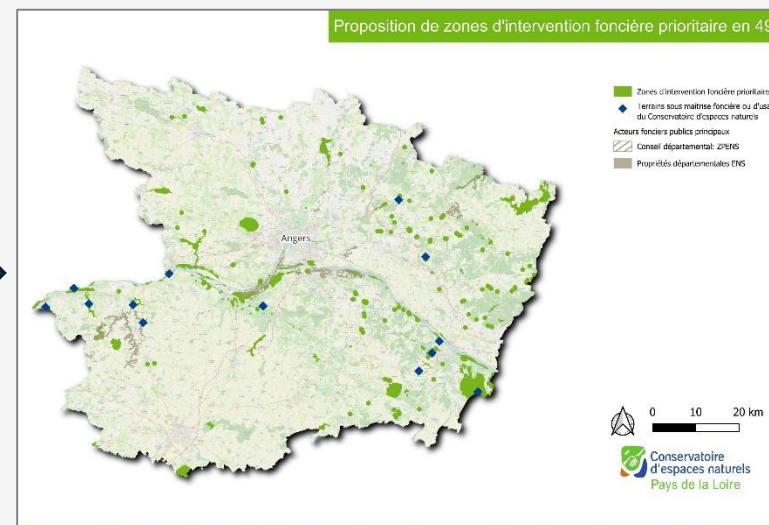 Proposition de zones d'intervention foncière prioritaire en 49
Zones d'intervention foncière prioritaire
Terrains sous maîtrise foncière ou d'usa
du Conservatoire d'espaces naturels
Acteurs fonciers publics principaux
Conseil départemental: ZPENS
Propriétés départementales ENS
Angers
0 10 20 km
Conservatoire
d'espaces naturels
Pays de la Loire